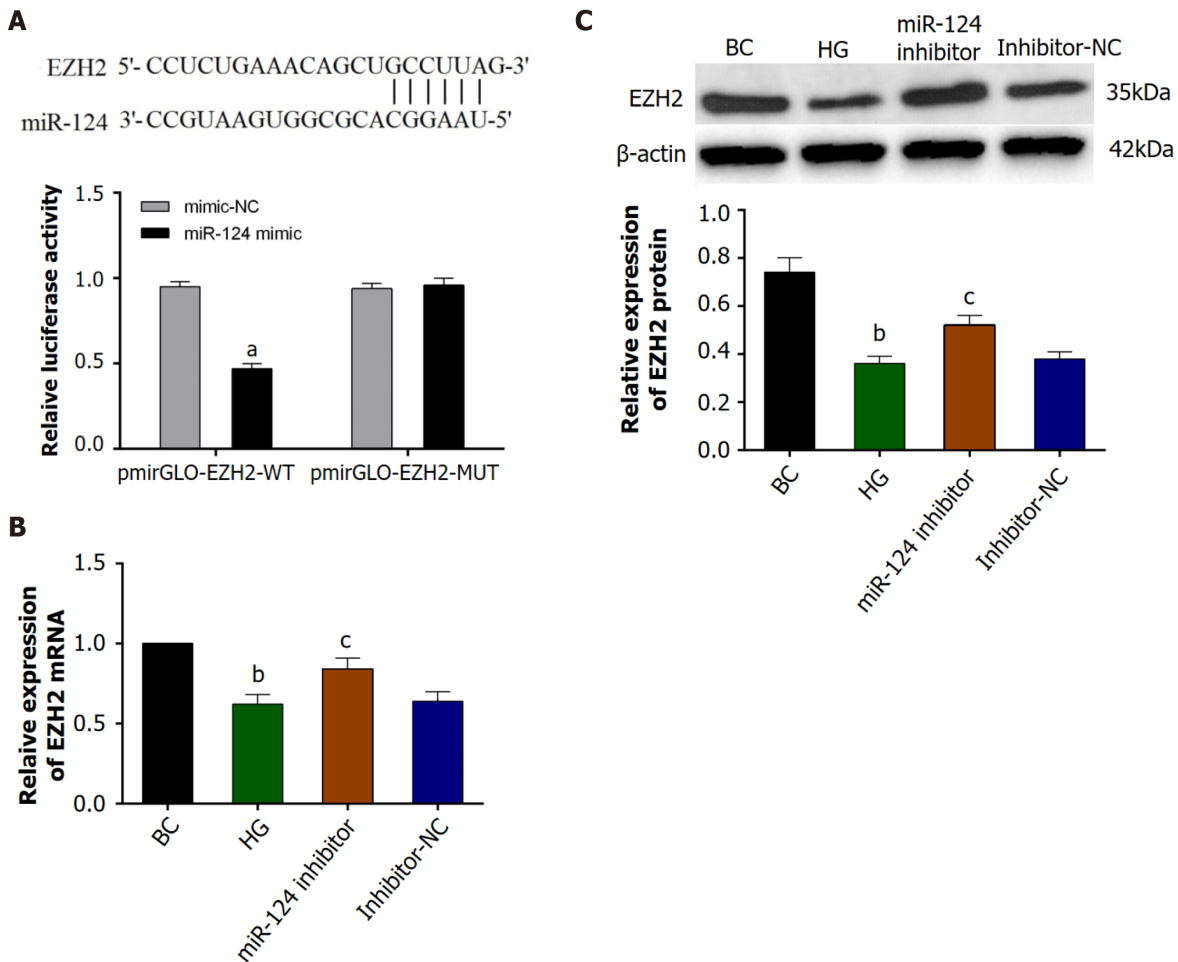 A
EZH2 5'- CCUCUGAAACAGCUGCCUUAG-3'
miR-124 3'-CCGUAAGUGGCGCACGGAAU-5'
Relaive luciferase activity
1.5
1.0
0.5
0.0
mimic-NC
miR-124 mimic
a
pmirGLO-EZH2-WT pmirGLO-EZH2-MUT
B
Relaive expression
of EZH2 mRNA
1.5
1.0
0.5
0.0
b
c
BC
HG
miR-124 inhibitor
Inhibitor-NC
C
BC HG miR-124 inhibitor Inhibitor-NC
EZH2 35kDa
β-actin 42kDa
Relative expression
of EZH2 protein
1.0
0.8
0.6
0.4
0.2
0.0
b
c
BC
HG
miR-124 inhibitor
Inhibitor-NC